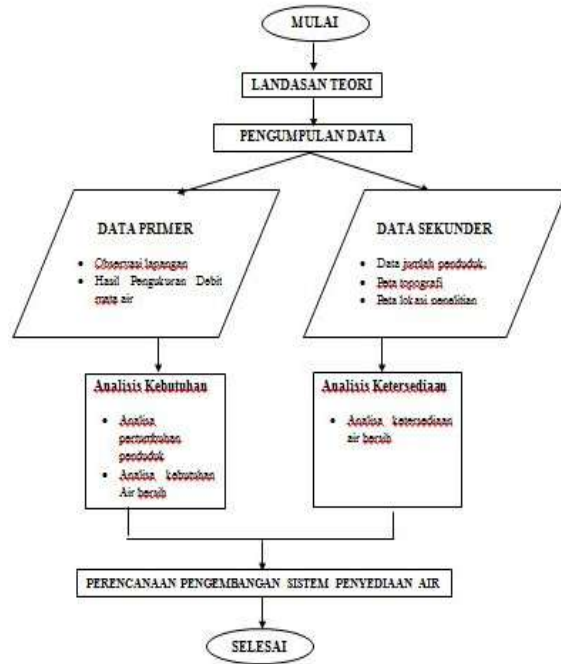 MULAI
LANDASAN TEORI
PENGUMPULAN DATA
DATA PRIMER
• Observasi lapangan
• Hasil Pengukuran Debit
mata air
DATA SEKUNDER
• Data jumlah penduduk,
• Peta topografi
• Peta lokasi penelitian
Analisis Kebutuhan
• Analisa
pertumbuhan
penduduk
• Analisa kebutuhan
Air bersih
Analisis Ketersediaan
• Analisa ketersediaan
air bersih
PERENCANAAN PENGEMBANGAN SISTEM PENYEDIAAN AIR
SELESAI